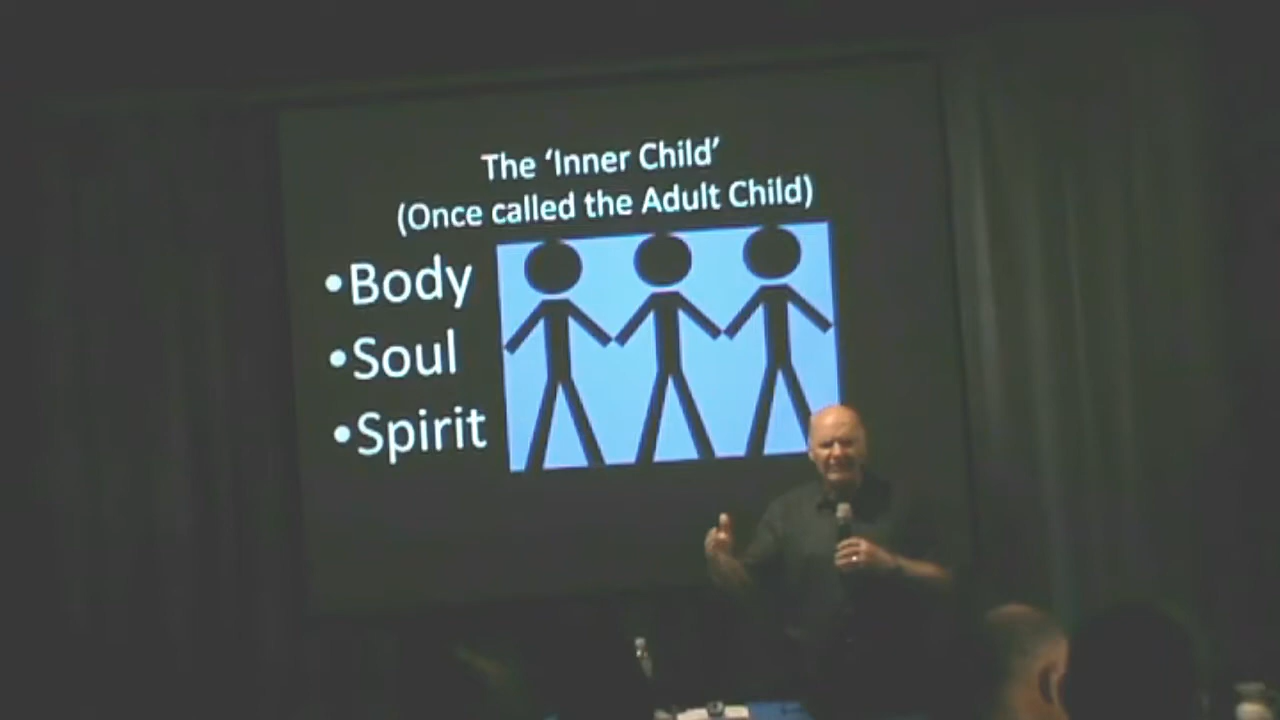 The ‘Inner Child’
(Once called the Adult Child)
•Body
•Soul
•Spirit